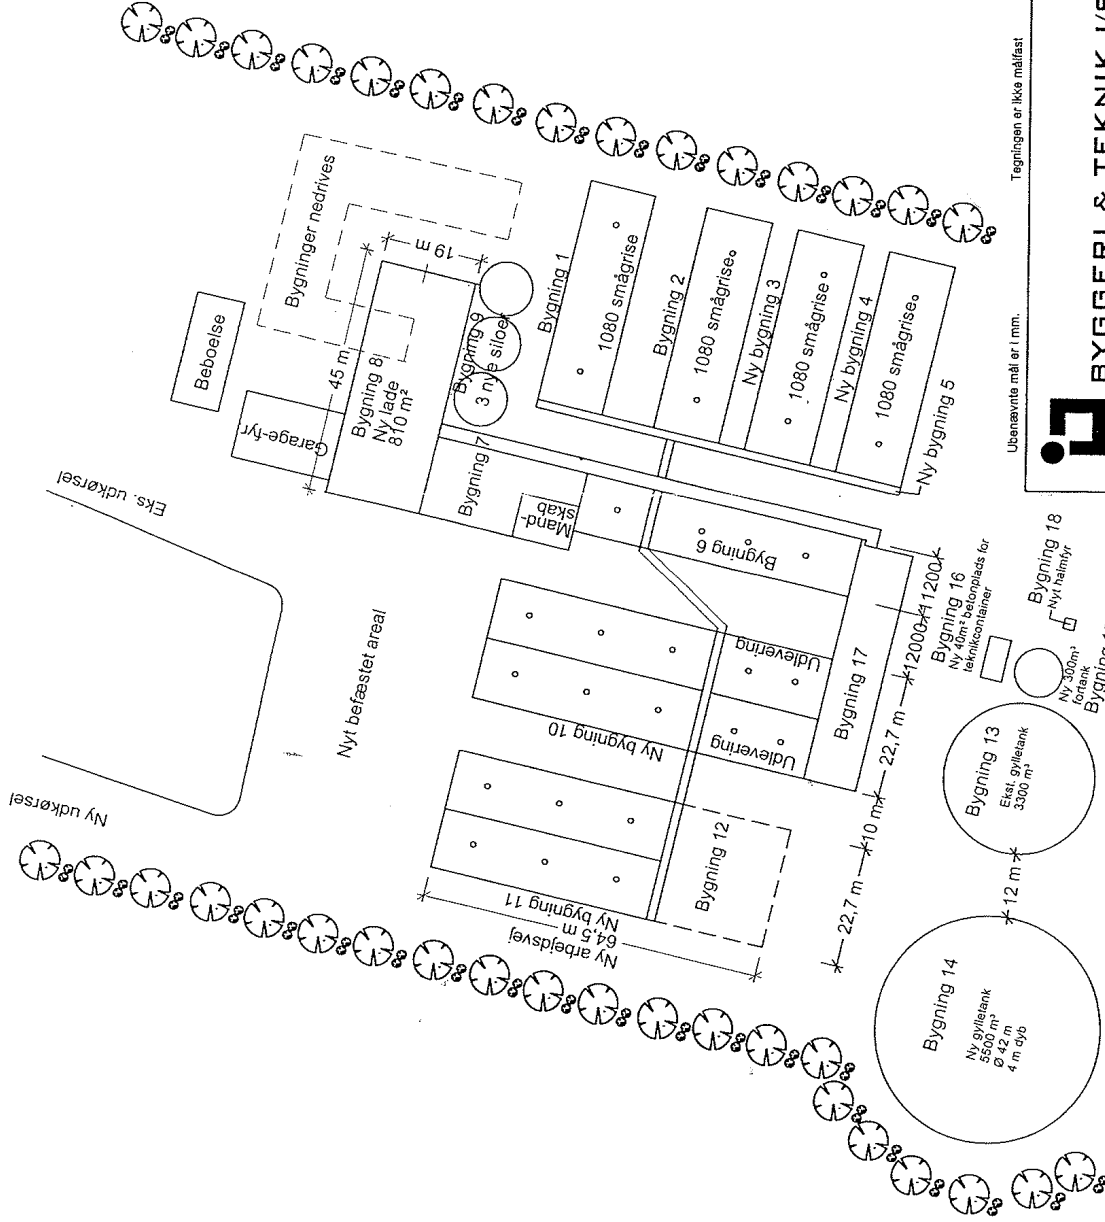 Bygninger nedrives
Beboelse
Garage-fyr
45 m
19 m
Bygning 8
Ny lade
810 m²
Bygning 9
3 nye siloer
Bygning 7
Mand-
skab
Bygning 1
1080 smågrise
Bygning 2
1080 smågrise
Ny bygning 3
1080 smågrise
Ny bygning 4
1080 smågrise
Ny bygning 5
Eks. udkørsel
Nyt befæstet areal
Ny udkørsel
Bygning 6
Udlevering
Udlevering
Ny bygning 10
Bygning 17
Ny bygning 11
64,5 m
Ny arbejdsvej
Bygning 12
22,7 m
10 m
22,7 m
12000
11200
Bygning 16
Ny 40m² betonplads for
teknikcontainer
Bygning 18
Nyt halmfyr
Ny 300m³
fortank
Bygning
Bygning 13
Ekst. gylletank
3300 m³
12 m
Bygning 14
Ny gylletank
5500 m³
Ø 42 m
4 m dyb
Ubenævnte mål er i mm.
Tegningen er ikke målfast
BYGGERI & TEKNIK I/S